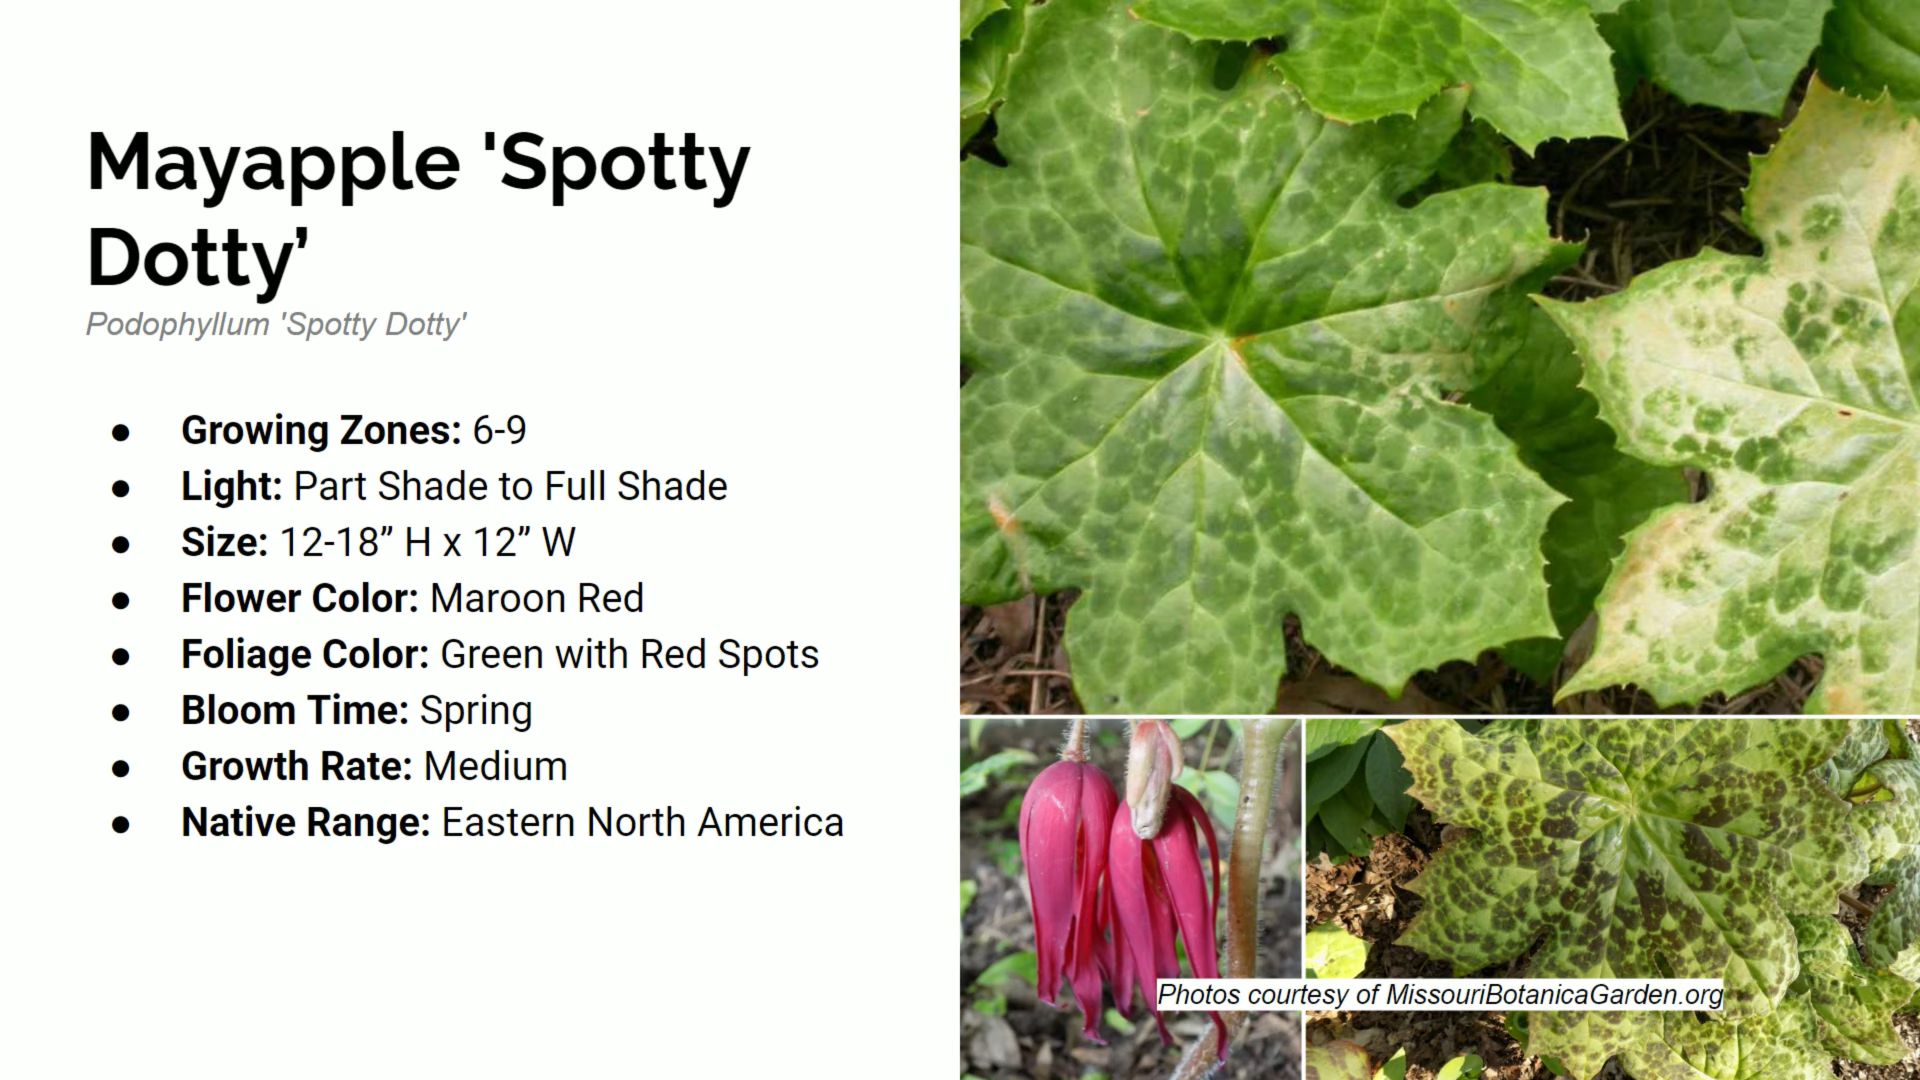 Mayapple 'Spotty
Dotty’
Podophyllum 'Spotty Dotty'
● Growing Zones: 6-9
● Light: Part Shade to Full Shade
● Size: 12-18” H x 12” W
● Flower Color: Maroon Red
● Foliage Color: Green with Red Spots
● Bloom Time: Spring
● Growth Rate: Medium
● Native Range: Eastern North America
Photos courtesy of MissouriBotanicaGarden.org